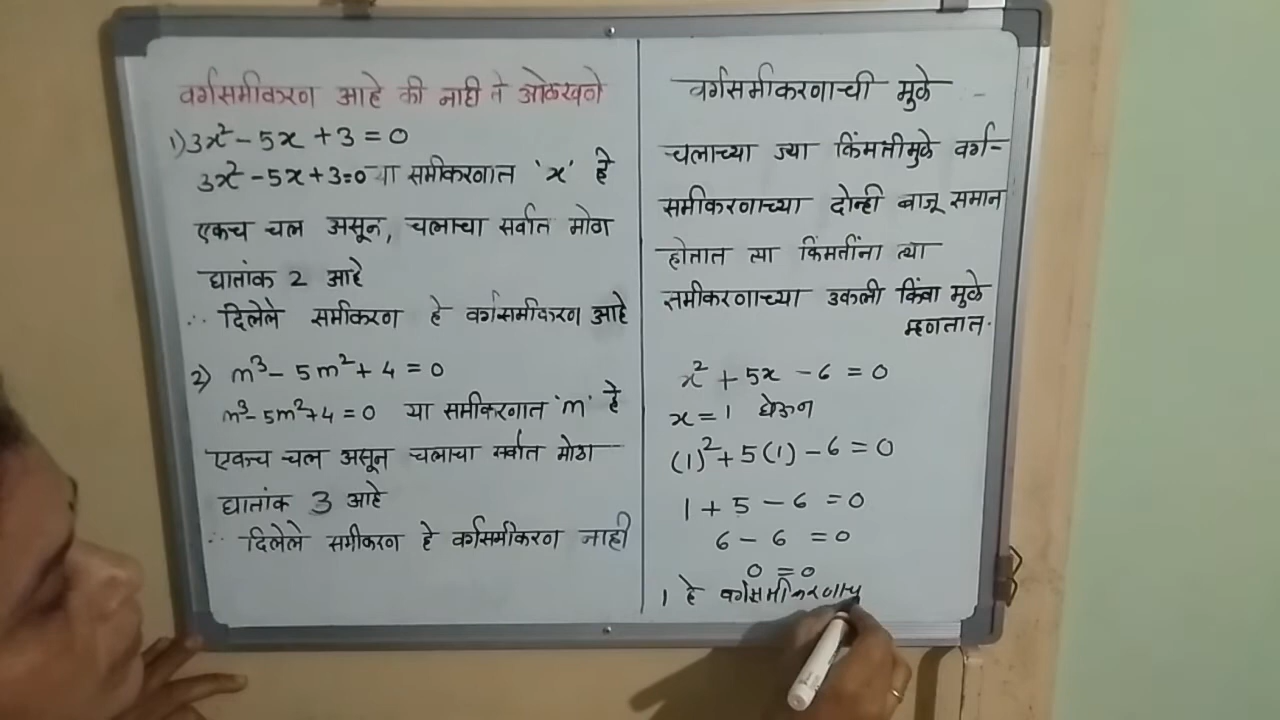 वर्गसमीकरण आहे की नाही ते ओळखणे
1) 3x² - 5x + 3 = 0
3x² - 5x + 3 = 0 या समीकरणात 'x' हे
एकच चल असून, चलाचा सर्वात मोठा
घातांक 2 आहे
∴ दिलेले समीकरण हे वर्गसमीकरण आहे
2) m³ - 5m² + 4 = 0
m³ - 5m² + 4 = 0 या समीकरणात 'm' हे
एकच चल असून चलाचा सर्वात मोठा
घातांक 3 आहे
∴ दिलेले समीकरण हे वर्गसमीकरण नाही
वर्गसमीकरणाची मुळे
चलाच्या ज्या किंमतीमुळे वर्ग-
समीकरणाच्या दोन्ही बाजू समान
होतात त्या किंमतींना त्या
समीकरणाच्या उकली किंवा मुळे
म्हणतात.
x² + 5x - 6 = 0
x = 1 घेऊन
(1)² + 5(1) - 6 = 0
1 + 5 - 6 = 0
6 - 6 = 0
0 = 0
1 हे वर्गसमीकरणाच